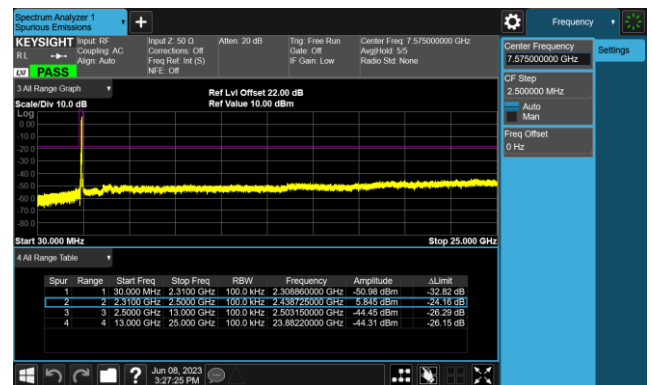 Spectrum Analyzer 1
Spurious Emissions
Frequency
KEYSIGHT Input: RF Input Z: 50 Ω Atten: 20 dB Trig: Free Run Center Freq: 7.575000000 GHz
RL Coupling: AC Corrections: Off Gate: Off Avg|Hold: 5/5
Align: Auto Freq Ref: Int (S) IF Gain: Low Radio Std: None
LXI PASS NFE: Off
Center Frequency
7.575000000 GHz
Settings
CF Step
2.500000 MHz
Auto
Man
Freq Offset
0 Hz
3 All Range Graph
Ref Lvl Offset 22.00 dB
Scale/Div 10.0 dB Ref Value 10.00 dBm
Log
0.00
-10.0
-20.0
-30.0
-40.0
-50.0
-60.0
-70.0
-80.0
Start 30.000 MHz Stop 25.000 GHz
4 All Range Table
Spur Range Start Freq Stop Freq RBW Frequency Amplitude ΔLimit
1 1 30.000 MHz 2.3100 GHz 100.0 kHz 2.308860000 GHz -50.98 dBm -32.82 dB
2 2 2.3100 GHz 2.5000 GHz 100.0 kHz 2.438725000 GHz 5.845 dBm -24.16 dB
3 3 2.5000 GHz 13.000 GHz 100.0 kHz 2.503150000 GHz -44.45 dBm -26.29 dB
4 4 13.000 GHz 25.000 GHz 100.0 kHz 23.88220000 GHz -44.31 dBm -26.15 dB
? Jun 08, 2023
3:27:25 PM